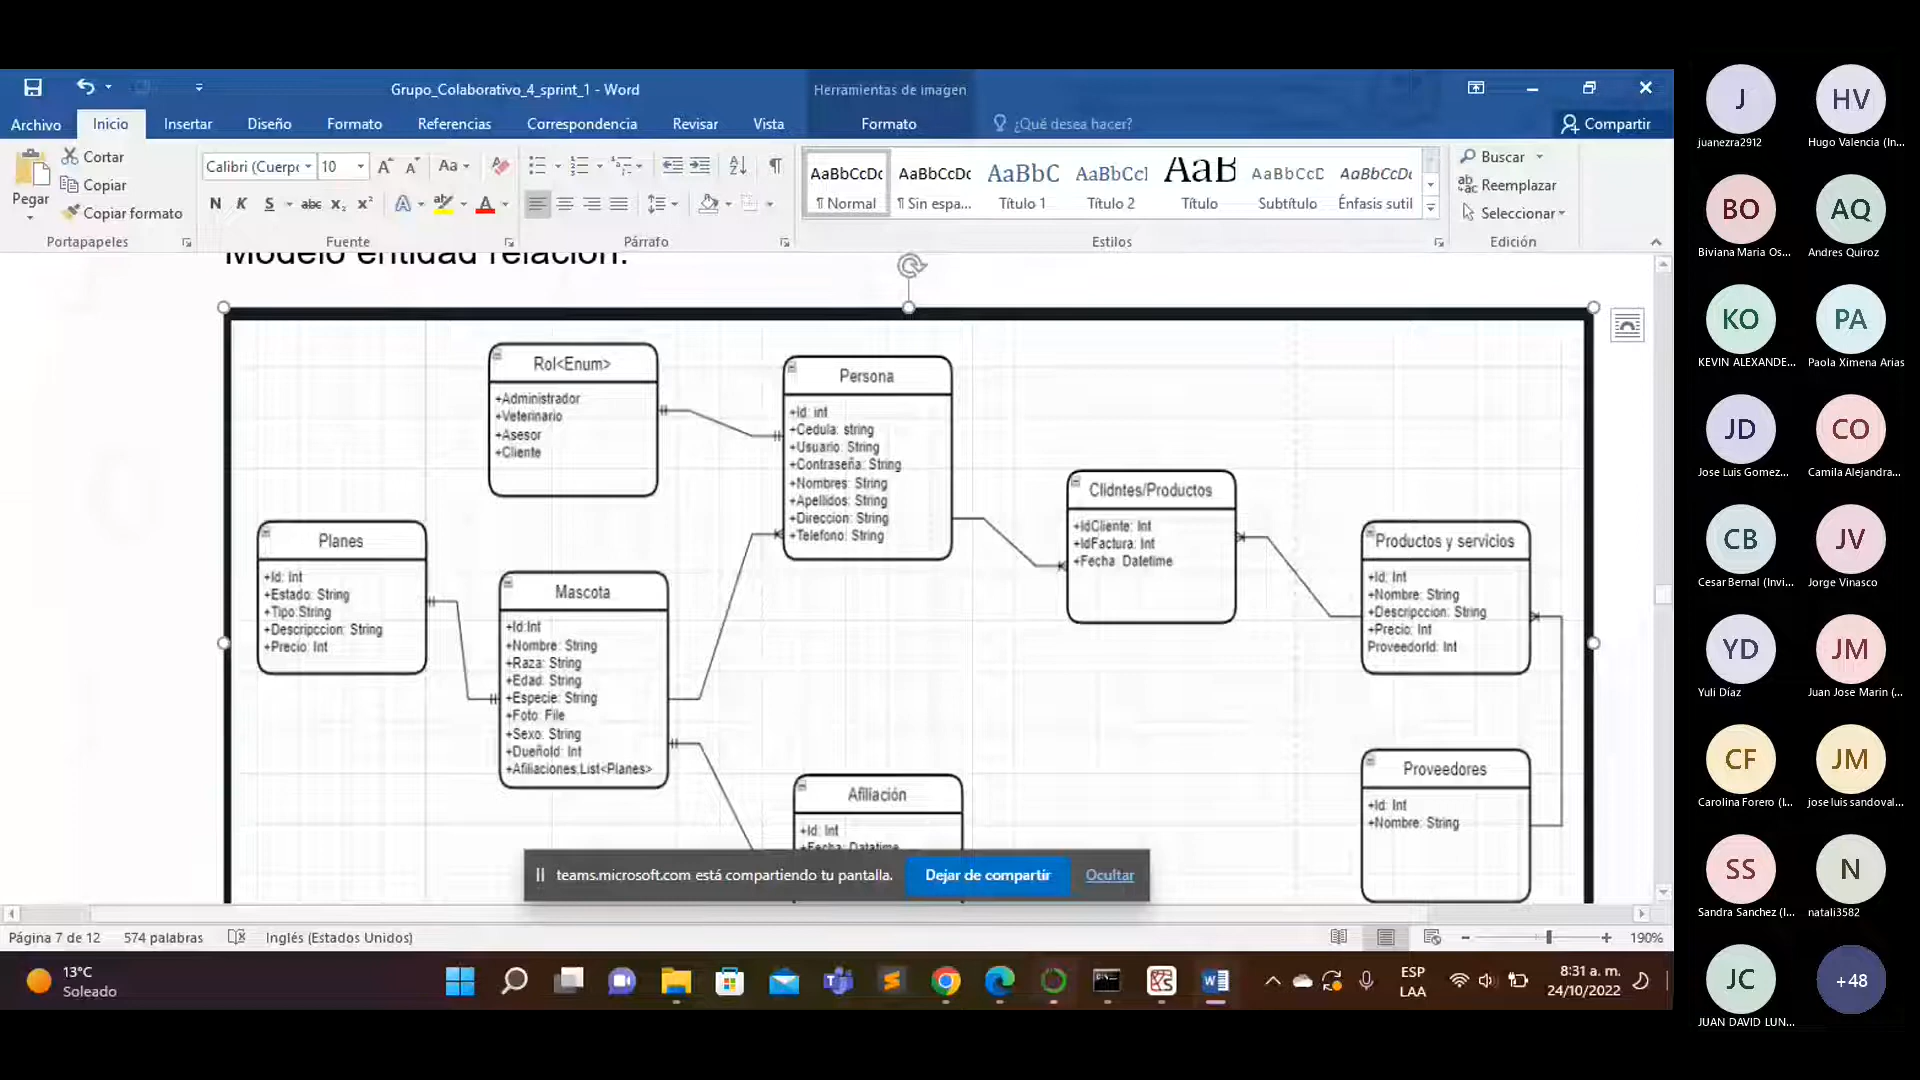 Grupo_Colaborativo_4_sprint_1 - Word
Herramientas de imagen
Archivo
Inicio
Insertar
Diseño
Formato
Referencias
Correspondencia
Revisar
Vista
Formato
¿Qué desea hacer?
Compartir
Pegar
Cortar
Copiar
Copiar formato
Portapapeles
Calibri (Cuerpo
10
Aa
N K S abc x₂ x²
Fuente
Párrafo
AaBbCcDc
¶ Normal
AaBbCcDc
¶ Sin espa...
AaBbC
Título 1
AaBbCcI
Título 2
AaB
Título
AaBbCcD
Subtítulo
AaBbCcDc
Énfasis sutil
Estilos
Buscar
Reemplazar
Seleccionar
Edición
Modelo entidad relacion:
Rol<Enum>
+Administrador
+Veterinario
+Asesor
+Cliente
Persona
+Id: int
+Cedula: string
+Usuario: String
+Contraseña: String
+Nombres: String
+Apellidos: String
+Direccion: String
+Telefono: String
Clidntes/Productos
+IdCliente: Int
+IdFactura: Int
+Fecha Datetime
Productos y servicios
+Id: Int
+Nombre: String
+Descripccion: String
+Precio: Int
ProveedorId: Int
Planes
+Id: Int
+Estado: String
+Tipo:String
+Descripccion: String
+Precio: Int
Mascota
+Id:Int
+Nombre: String
+Raza: String
+Edad: String
+Especie: String
+Foto: File
+Sexo: String
+DueñoId: Int
+Afiliaciones:List<Planes>
Afiliación
+Id: Int
+Fecha: Datatime
Proveedores
+Id: Int
+Nombre: String
teams.microsoft.com está compartiendo tu pantalla.
Dejar de compartir
Ocultar
Página 7 de 12
574 palabras
Inglés (Estados Unidos)
190%
13°C
Soleado
ESP
LAA
8:31 a. m.
24/10/2022
J
juanezra2912
HV
Hugo Valencia (In...
BO
Biviana Maria Os...
AQ
Andres Quiroz
KO
KEVIN ALEXANDE...
PA
Paola Ximena Arias
JD
Jose Luis Gomez...
CO
Camila Alejandra...
CB
Cesar Bernal (Invi...
JV
Jorge Vinasco
YD
Yuli Díaz
JM
Juan Jose Marin (...
CF
Carolina Forero (I...
JM
jose luis sandoval...
SS
Sandra Sanchez (I...
N
natali3582
JC
JUAN DAVID LUN...
+48